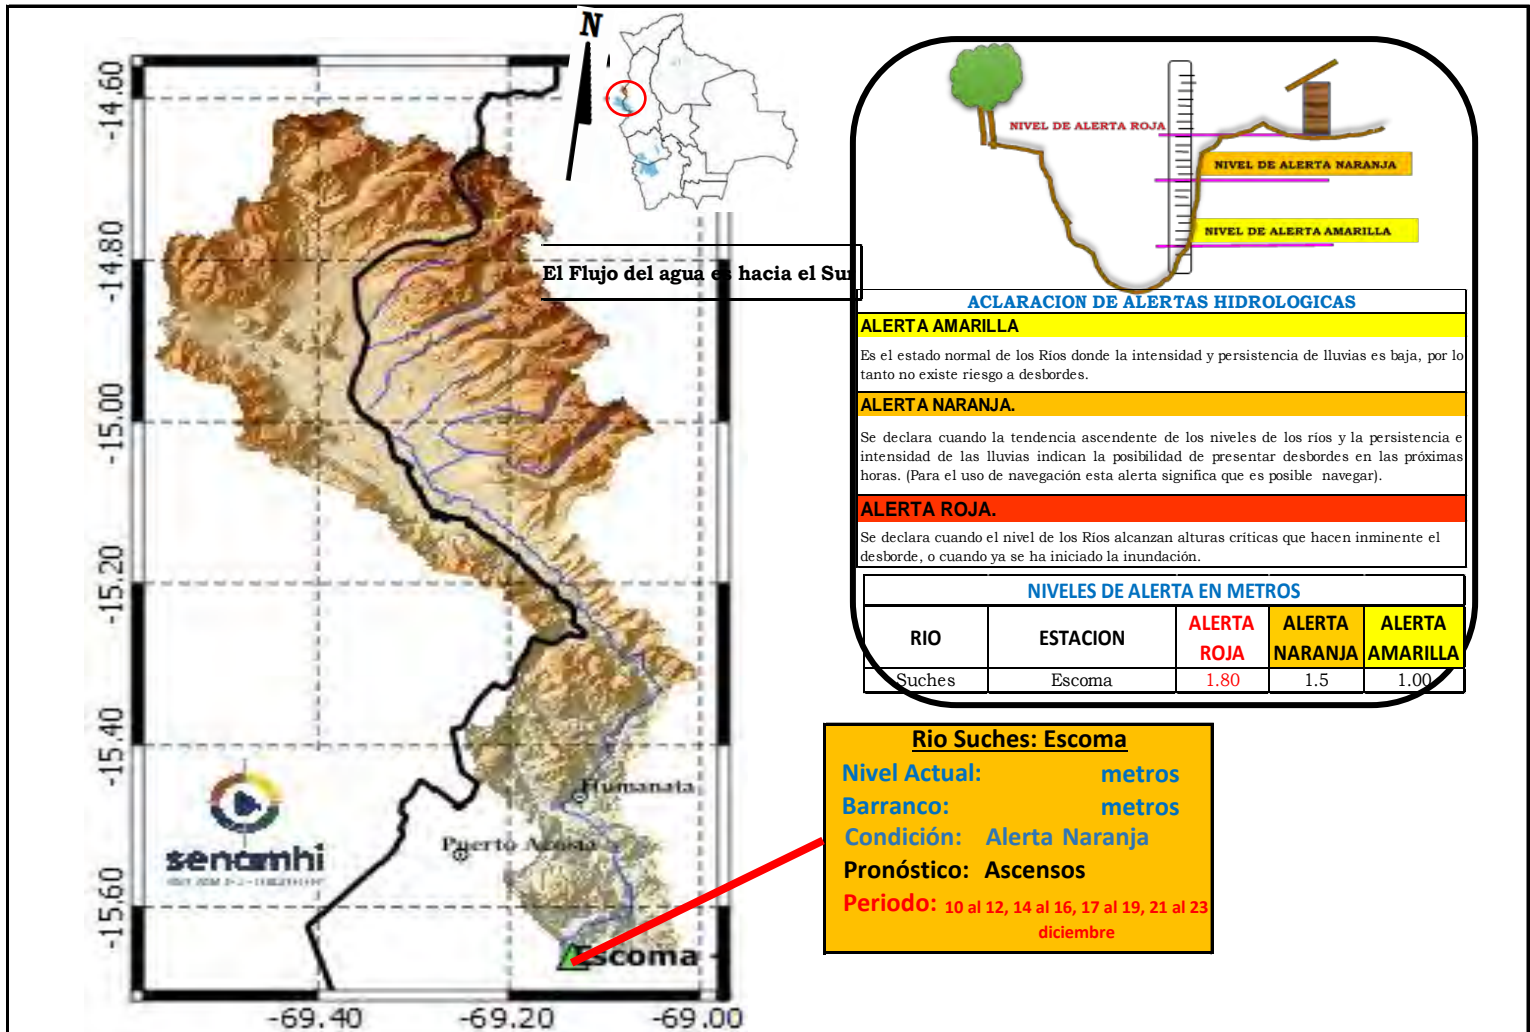 N
-14.60
-14.80
-15.00
-15.20
-15.40
-15.60
-69.40
-69.20
-69.00
El Flujo del agua es hacia el Sur
Humanata
Puerto Acosta
Escoma
senamhi
NIVEL DE ALERTA ROJA
NIVEL DE ALERTA NARANJA
NIVEL DE ALERTA AMARILLA
ACLARACION DE ALERTAS HIDROLOGICAS
ALERTA AMARILLA
Es el estado normal de los Ríos donde la intensidad y persistencia de lluvias es baja, por lo
tanto no existe riesgo a desbordes.
ALERTA NARANJA.
Se declara cuando la tendencia ascendente de los niveles de los ríos y la persistencia e
intensidad de las lluvias indican la posibilidad de presentar desbordes en las próximas
horas. (Para el uso de navegación esta alerta significa que es posible navegar).
ALERTA ROJA.
Se declara cuando el nivel de los Ríos alcanzan alturas críticas que hacen inminente el
desborde, o cuando ya se ha iniciado la inundación.
NIVELES DE ALERTA EN METROS
RIO ESTACION ALERTA ROJA ALERTA NARANJA ALERTA AMARILLA
Suches Escoma 1.80 1.5 1.00
Rio Suches: Escoma
Nivel Actual: metros
Barranco: metros
Condición: Alerta Naranja
Pronóstico: Ascensos
Periodo: 10 al 12, 14 al 16, 17 al 19, 21 al 23
diciembre